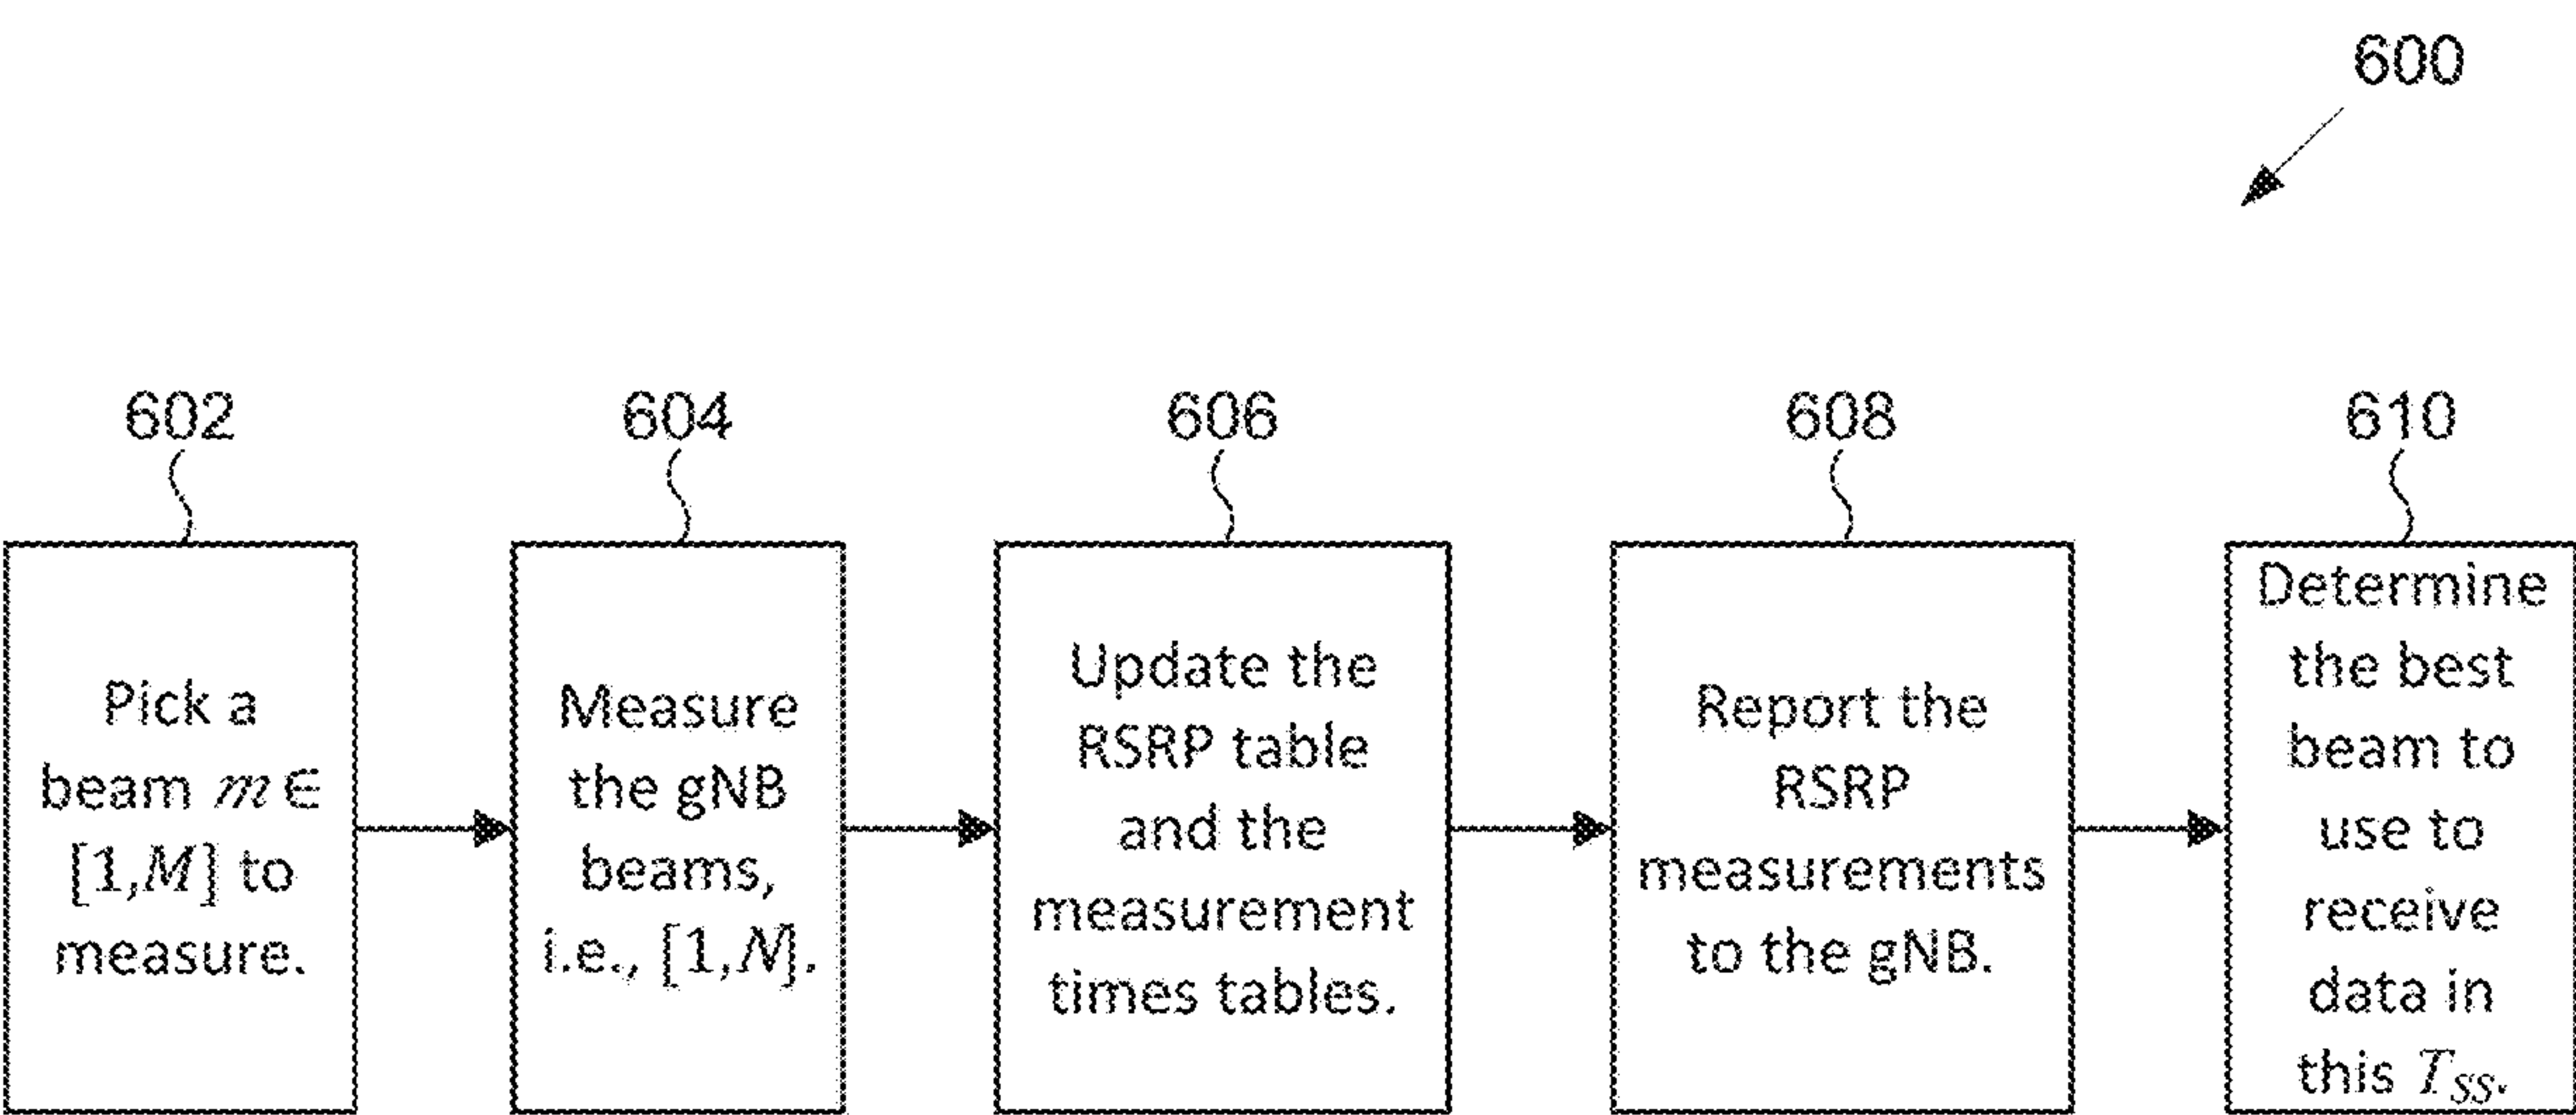 600
602
Pick a
beam m ∈
[1,M] to
measure.
604
Measure
the gNB
beams,
i.e., [1,N].
606
Update the
RSRP table
and the
measurement
times tables.
608
Report the
RSRP
measurements
to the gNB.
610
Determine
the best
beam to
use to
receive
data in
this T_SS.